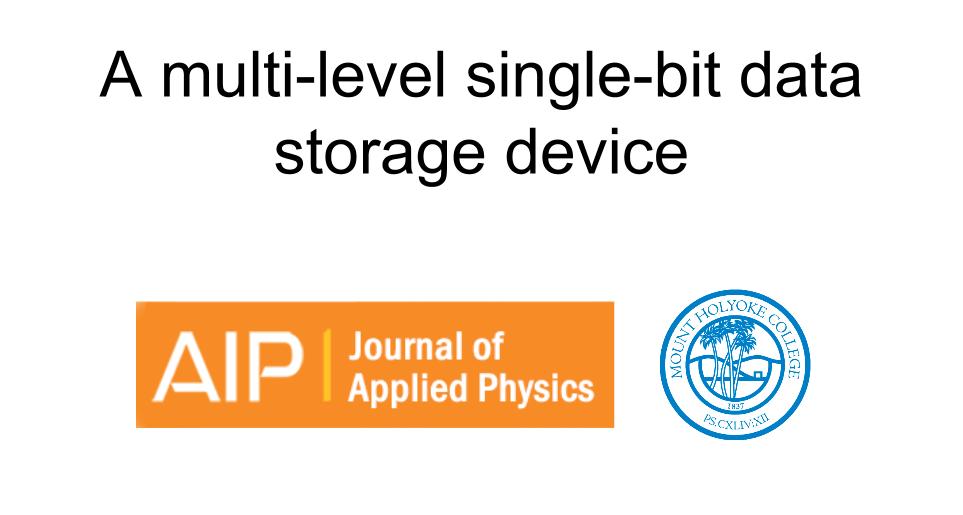 A multi-level single-bit data
storage device
AIP
Journal of
Applied Physics
MOUNT HOLYOKE COLLEGE
1837
PS.CXLIV:XII